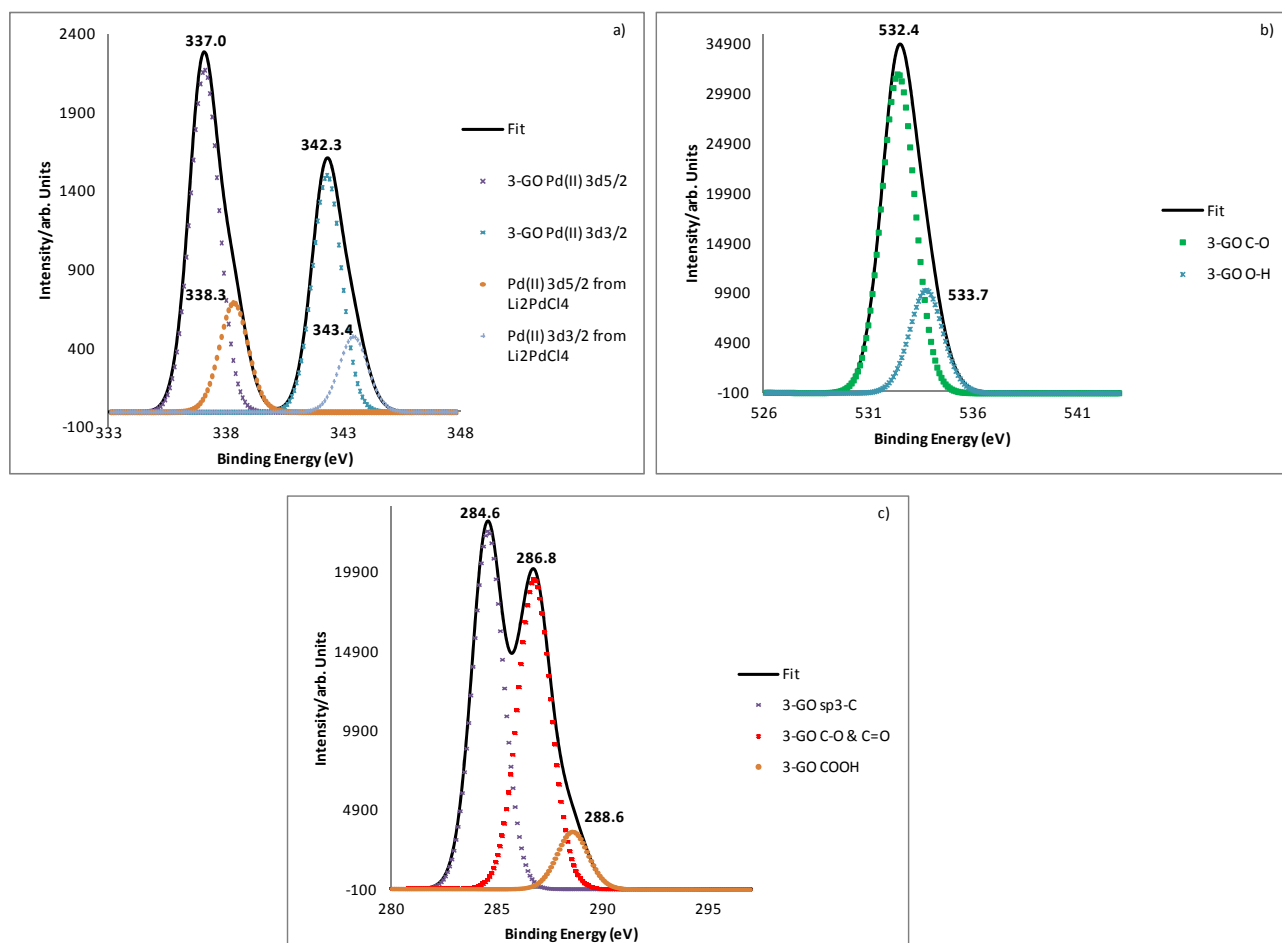 a)
337.0
342.3
338.3
343.4
2400
1900
1400
900
400
-100
333
338
343
348
Intensity/arb. Units
Binding Energy (eV)
Fit
3-GO Pd(II) 3d5/2
3-GO Pd(II) 3d3/2
Pd(II) 3d5/2 from
Li2PdCl4
Pd(II) 3d3/2 from
Li2PdCl4
b)
532.4
533.7
34900
29900
24900
19900
14900
9900
4900
-100
526
531
536
541
Intensity/arb. Units
Binding Energy (eV)
Fit
3-GO C-O
3-GO O-H
c)
284.6
286.8
288.6
19900
14900
9900
4900
-100
280
285
290
295
Intensity/arb. Units
Binding Energy (eV)
Fit
3-GO sp3-C
3-GO C-O & C=O
3-GO COOH